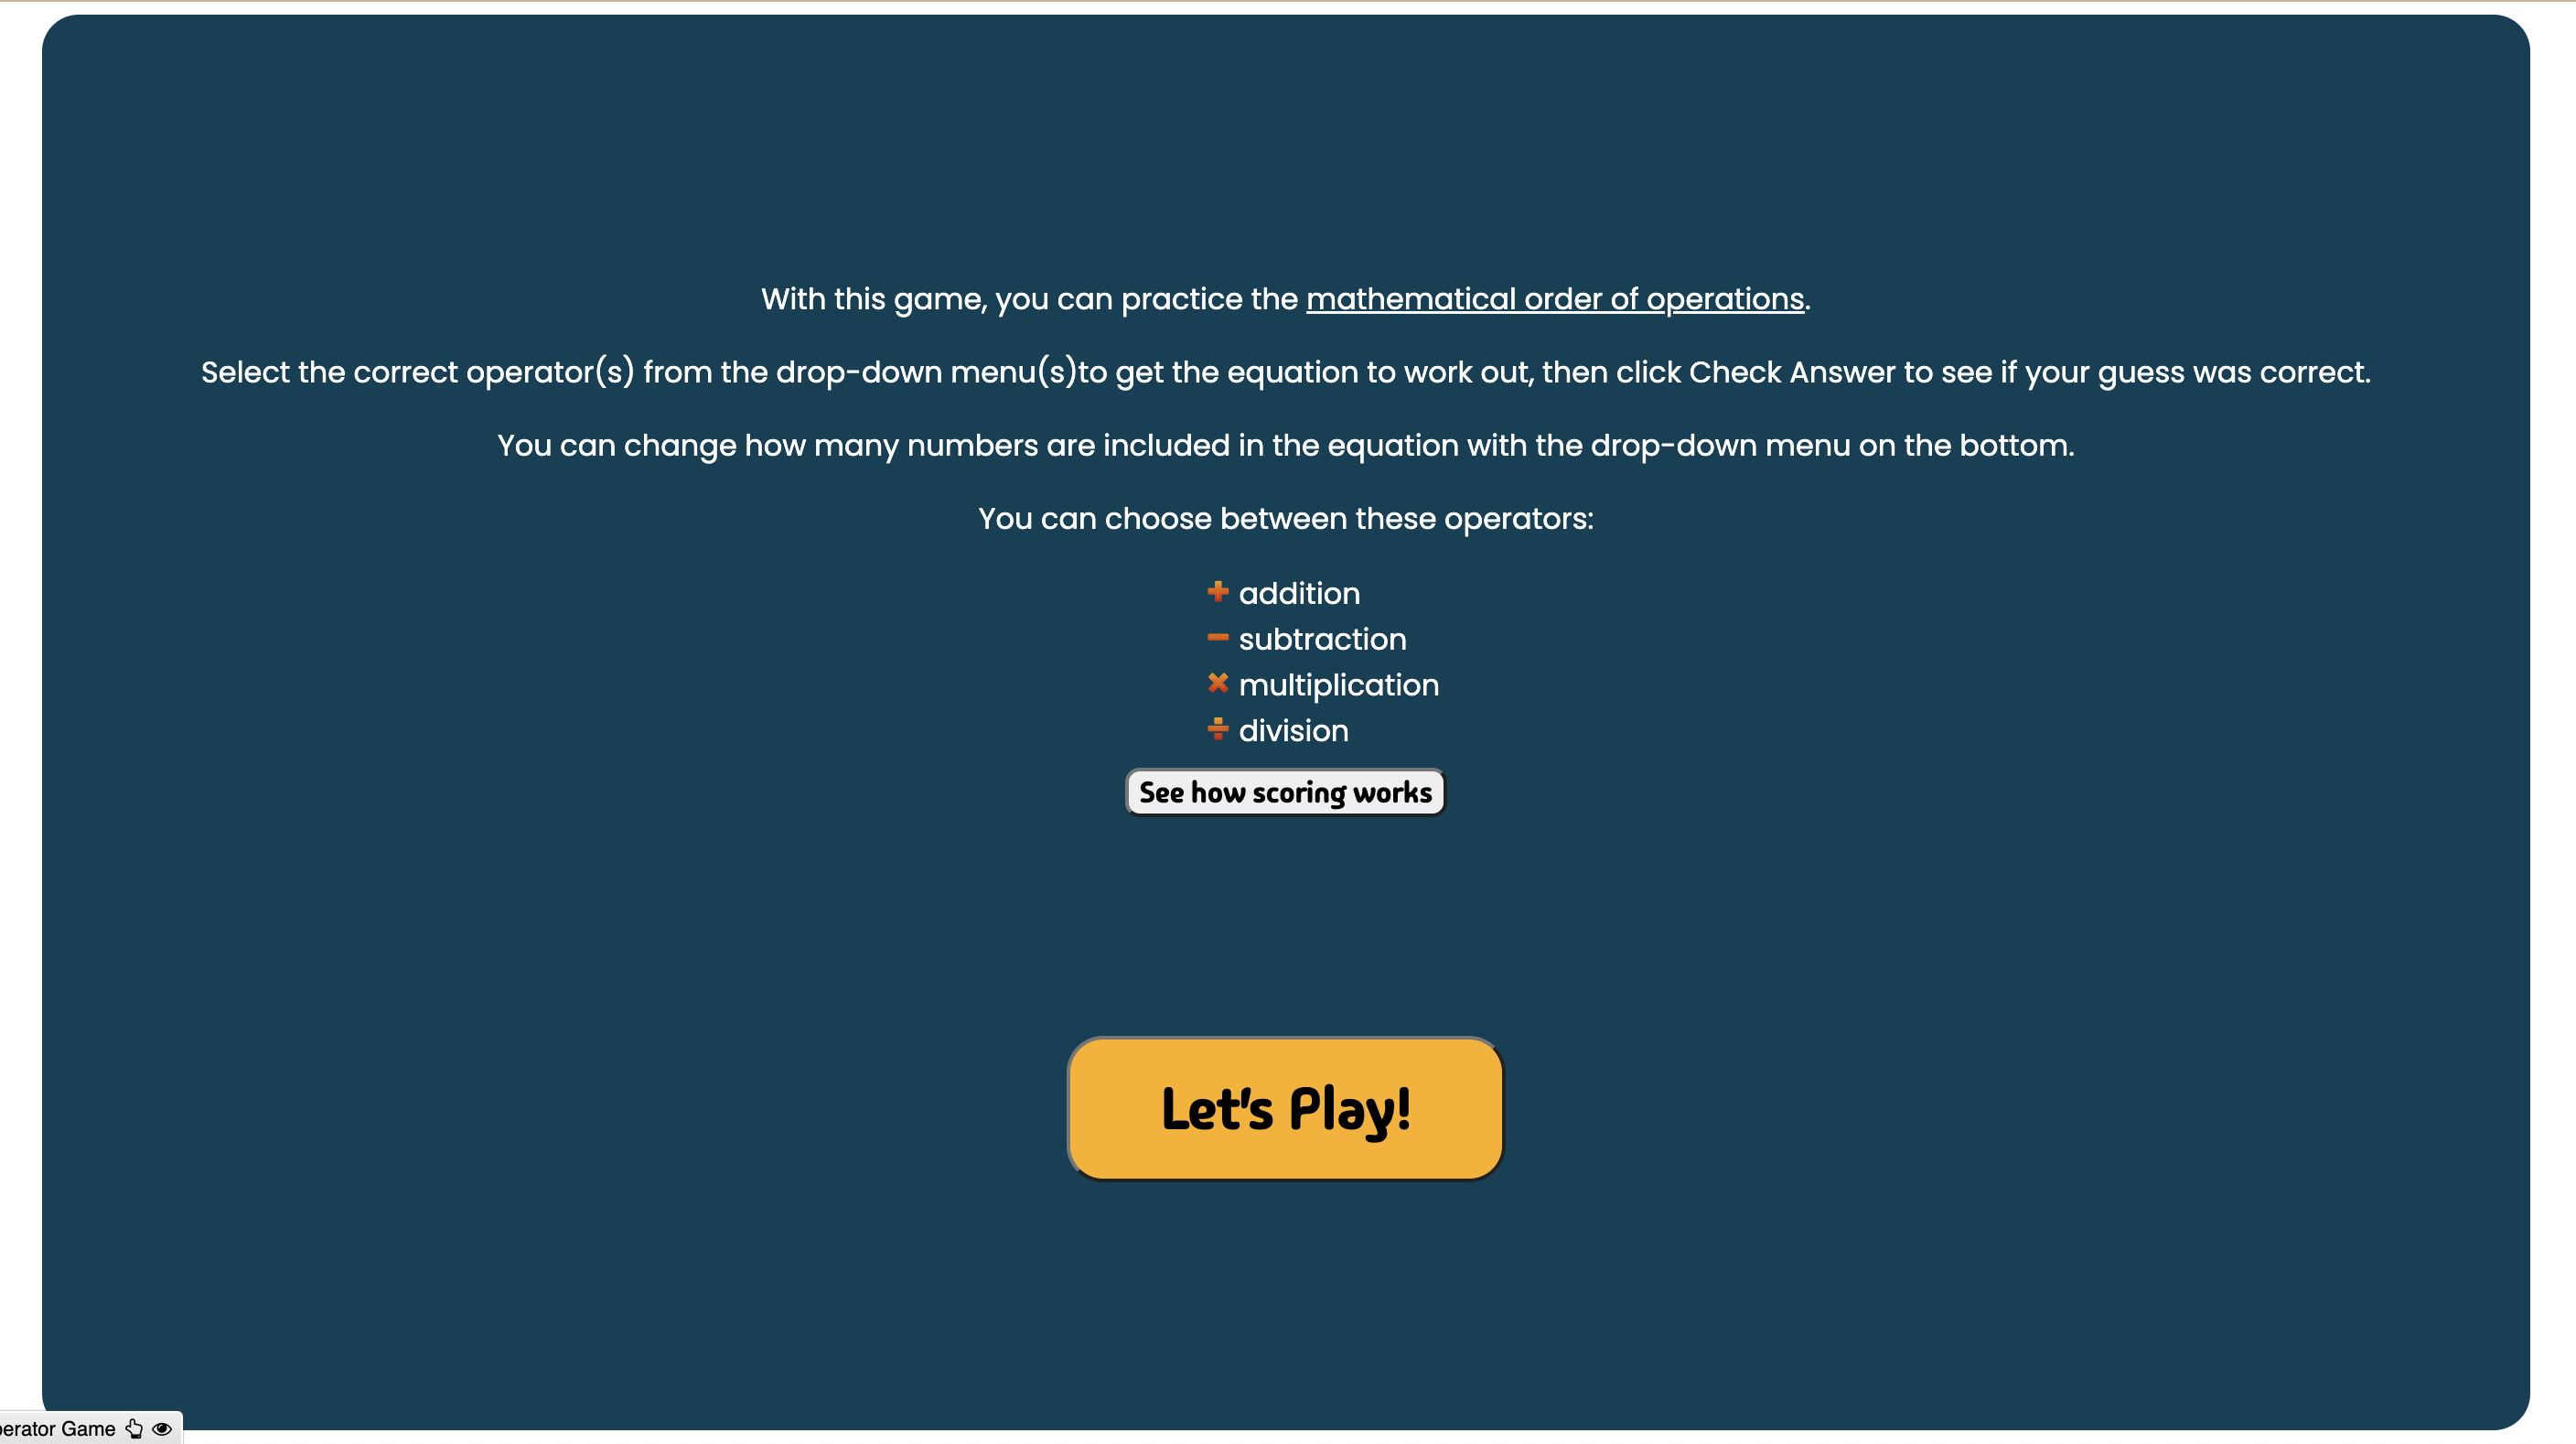 With this game, you can practice the mathematical order of operations.
Select the correct operator(s) from the drop-down menu(s)to get the equation to work out, then click Check Answer to see if your guess was correct.
You can change how many numbers are included in the equation with the drop-down menu on the bottom.
You can choose between these operators:
➕ addition
➖ subtraction
✖ multiplication
➗ division
See how scoring works
Let's Play!
perator Game